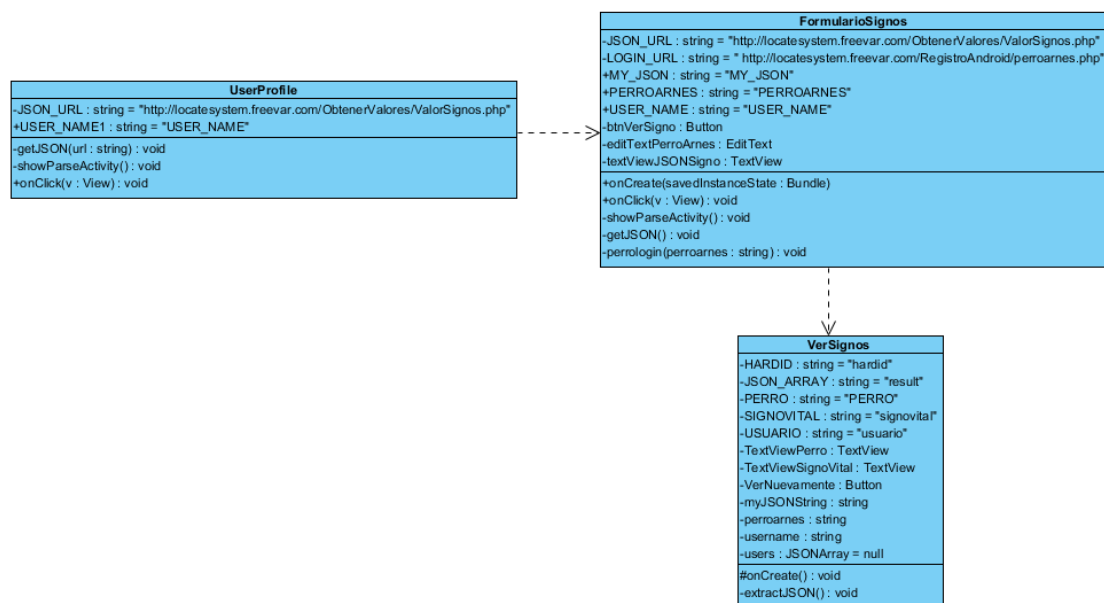 UserProfile
-JSON_URL : string = "http://locatesystem.freevar.com/ObtenerValores/ValorSignos.php"
+USER_NAME1 : string = "USER_NAME"
-getJSON(url : string) : void
-showParseActivity() : void
+onClick(v : View) : void
FormularioSignos
-JSON_URL : string = "http://locatesystem.freevar.com/ObtenerValores/ValorSignos.php"
-LOGIN_URL : string = " http://locatesystem.freevar.com/RegistroAndroid/perroarnes.php"
+MY_JSON : string = "MY_JSON"
+PERROARNES : string = "PERROARNES"
+USER_NAME : string = "USER_NAME"
-btnVerSigno : Button
-editTextPerroArnes : EditText
-textViewJSONSigno : TextView
+onCreate(savedInstanceState : Bundle)
+onClick(v : View) : void
-showParseActivity() : void
-getJSON() : void
-perrologin(perroarnes : string) : void
VerSignos
-HARDID : string = "hardid"
-JSON_ARRAY : string = "result"
-PERRO : string = "PERRO"
-SIGNOVITAL : string = "signovital"
-USUARIO : string = "usuario"
-TextViewPerro : TextView
-TextViewSignoVital : TextView
-VerNuevamente : Button
-myJSONString : string
-perroarnes : string
-username : string
-users : JSONArray = null
#onCreate() : void
-extractJSON() : void